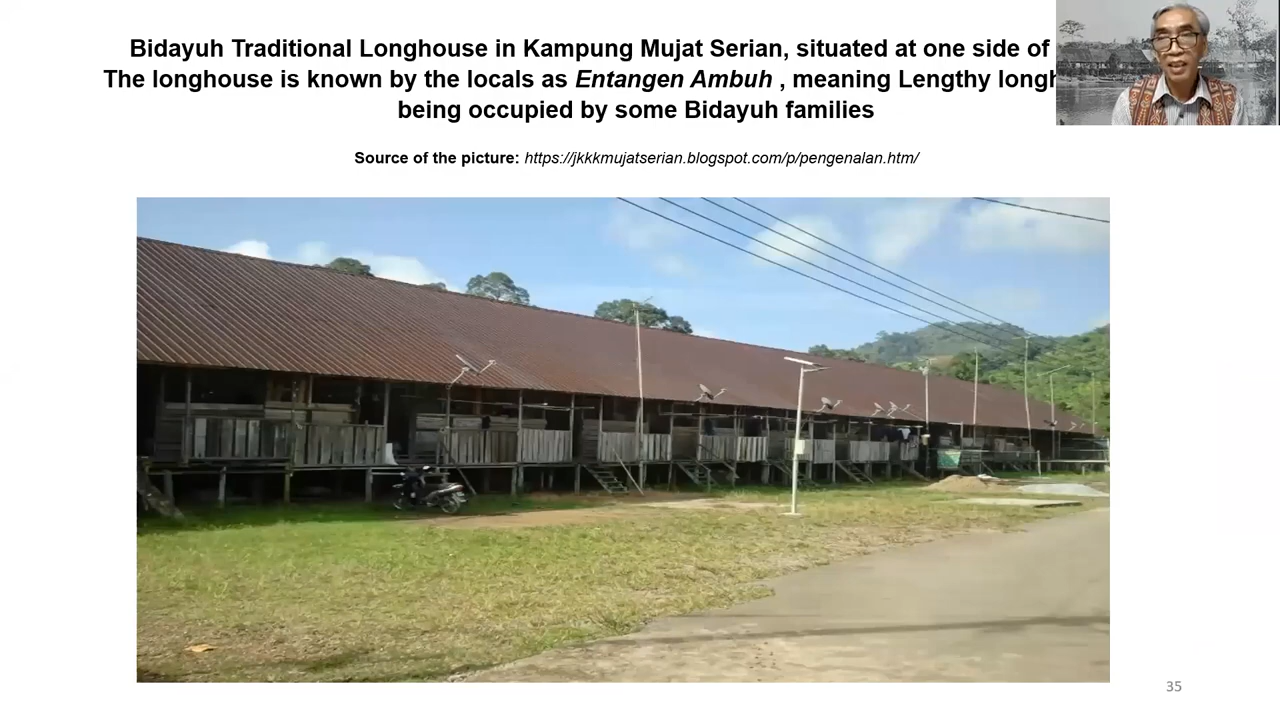 Bidayuh Traditional Longhouse in Kampung Mujat Serian, situated at one side of
The longhouse is known by the locals as Entangen Ambuh , meaning Lengthy
being occupied by some Bidayuh families
Source of the picture: https://jkkkmujatserian.blogspot.com/p/pengenalan.htm/
35